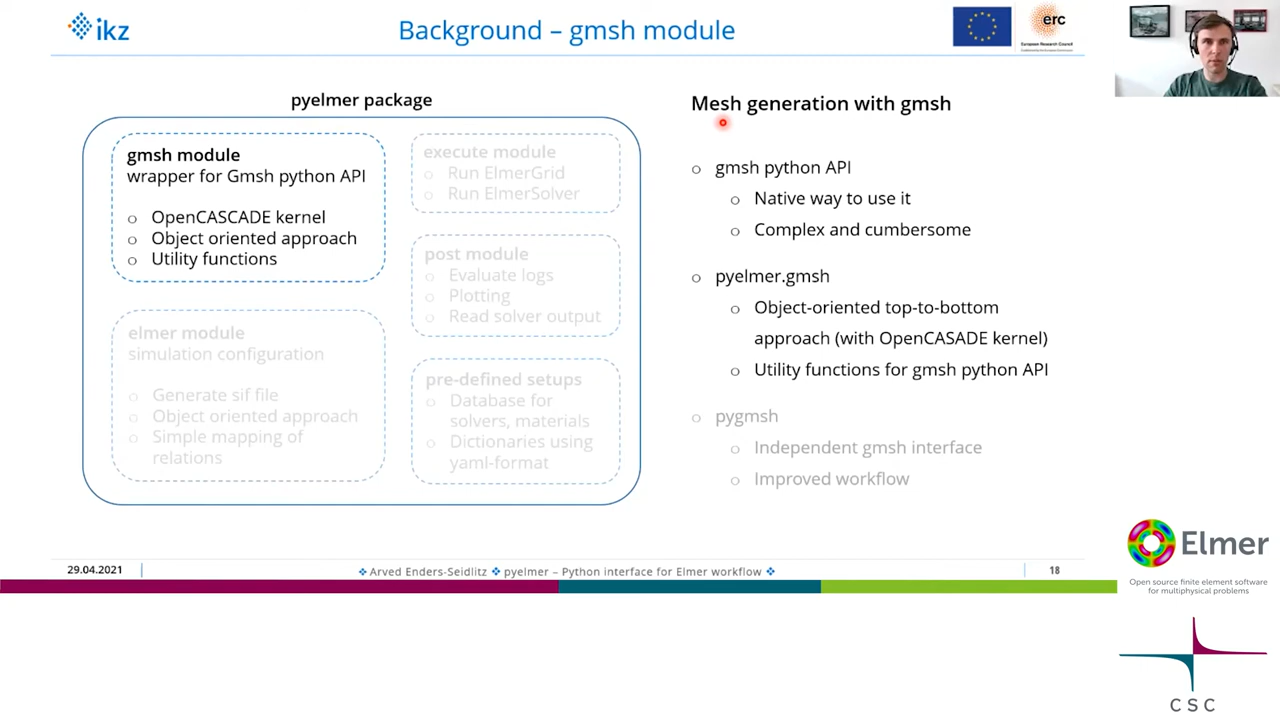 ikz
Background – gmsh module
erc
European Research Council
pyelmer package
gmsh module
wrapper for Gmsh python API
OpenCASCADE kernel
Object oriented approach
Utility functions
elmer module
simulation configuration
Generate sif file
Object oriented approach
Simple mapping of
relations
execute module
Run ElmerGrid
Run ElmerSolver
post module
Evaluate logs
Plotting
Read solver output
pre-defined setups
Database for
solvers, materials
Dictionaries using
yaml-format
Mesh generation with gmsh
gmsh python API
Native way to use it
Complex and cumbersome
pyelmer.gmsh
Object-oriented top-to-bottom
approach (with OpenCASADE kernel)
Utility functions for gmsh python API
pygmsh
Independent gmsh interface
Improved workflow
29.04.2021
Arved Enders-Seidlitz pyelmer – Python interface for Elmer workflow
18
Elmer
Open source finite element software
for multiphysical problems
CSC